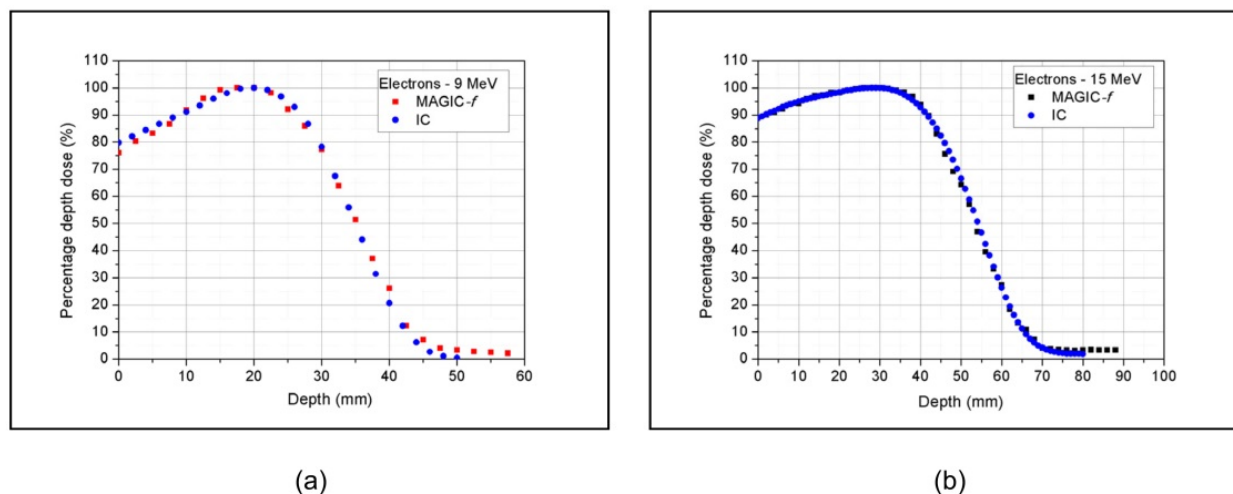 110
100
90
80
70
60
50
40
30
20
10
0
Percentage depth dose (%)
Electrons - 9 MeV
MAGIC-f
IC
0 10 20 30 40 50 60
Depth (mm)
(a)
110
100
90
80
70
60
50
40
30
20
10
0
Percentage depth dose (%)
Electrons - 15 MeV
MAGIC-f
IC
0 10 20 30 40 50 60 70 80 90 100
Depth (mm)
(b)